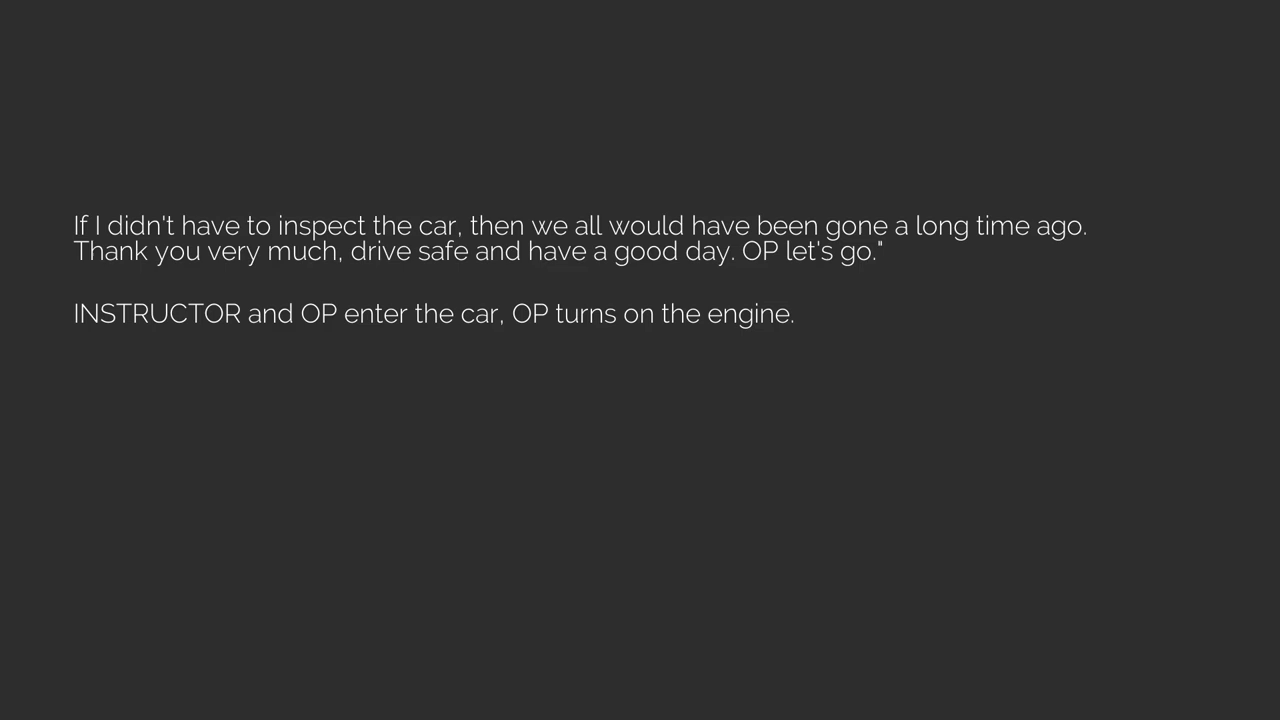 If I didn't have to inspect the car, then we all would have been gone a long time ago.
Thank you very much, drive safe and have a good day. OP let's go."
INSTRUCTOR and OP enter the car, OP turns on the engine.